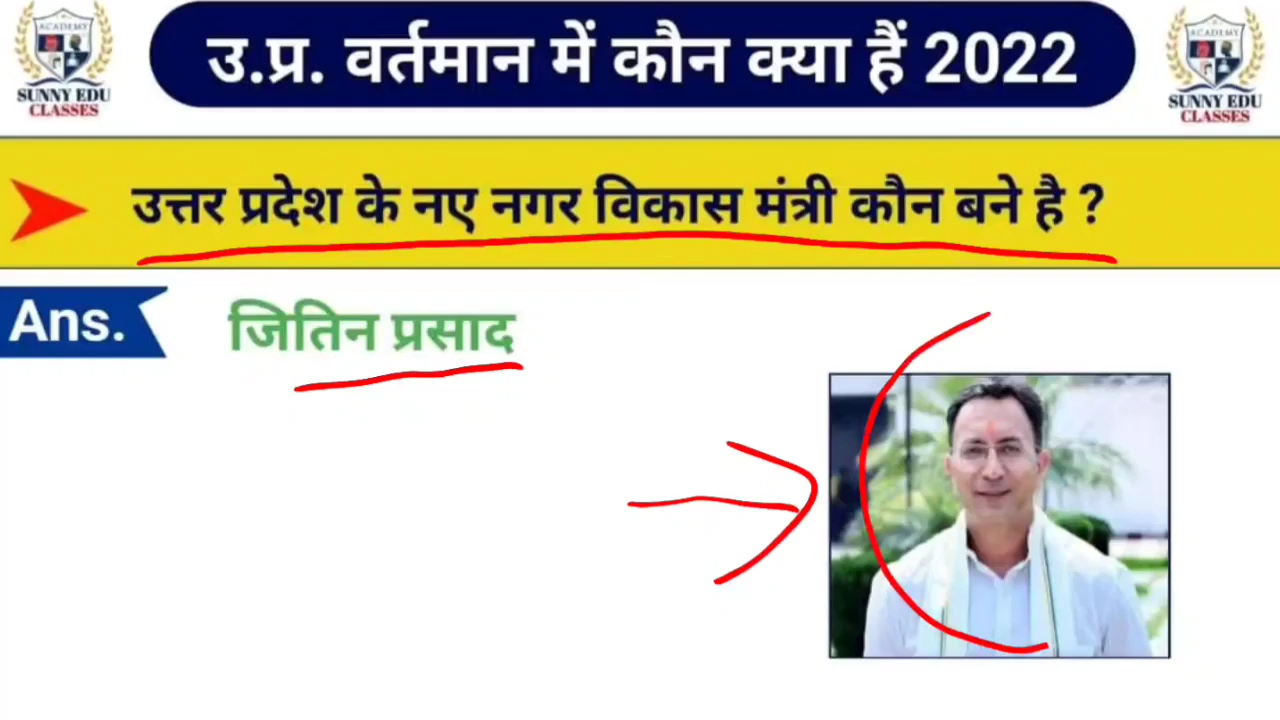 ACADEMY
SUNNY EDU
CLASSES
उ.प्र. वर्तमान में कौन क्या हैं 2022
ACADEMY
SUNNY EDU
CLASSES
उत्तर प्रदेश के नए नगर विकास मंत्री कौन बने है ?
Ans.
जितिन प्रसाद